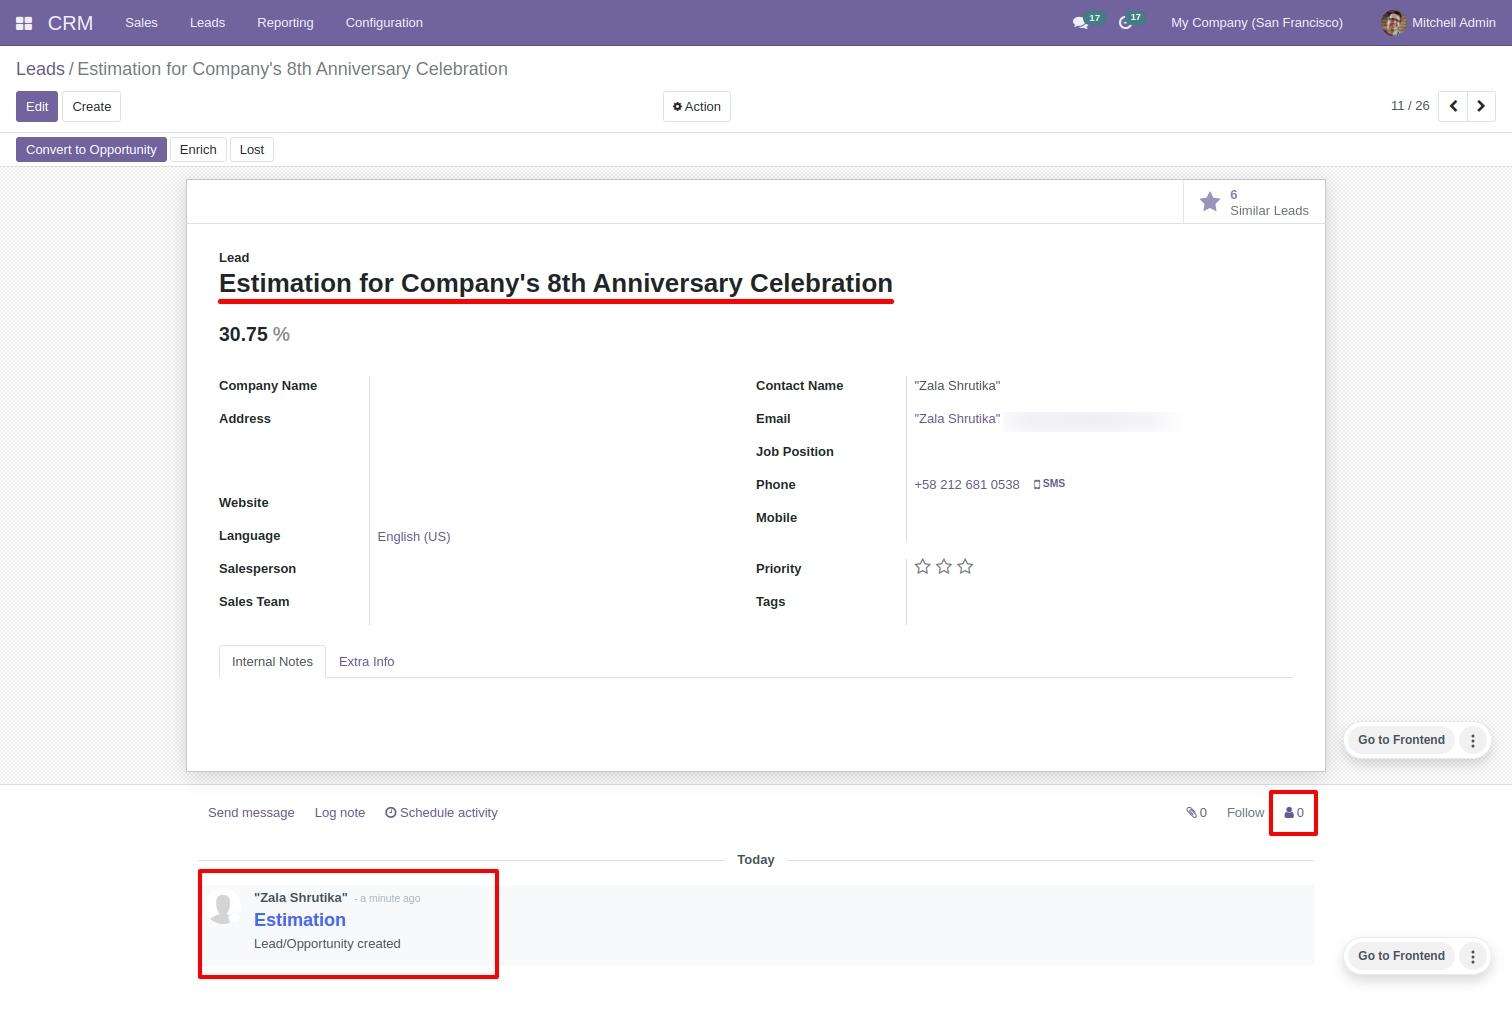 CRM Sales Leads Reporting Configuration 17 17 My Company (San Francisco) Mitchell Admin
Leads / Estimation for Company's 8th Anniversary Celebration
Edit Create Action 11 / 26
Convert to Opportunity Enrich Lost
6
Similar Leads
Lead
Estimation for Company's 8th Anniversary Celebration
30.75 %
Company Name Contact Name "Zala Shrutika"
Address Email "Zala Shrutika"
Job Position
Phone +58 212 681 0538 SMS
Website
Mobile
Language English (US)
Salesperson Priority
Sales Team Tags
Internal Notes Extra Info
Go to Frontend
Send message Log note Schedule activity 0 Follow 0
Today
"Zala Shrutika" - a minute ago
Estimation
Lead/Opportunity created
Go to Frontend